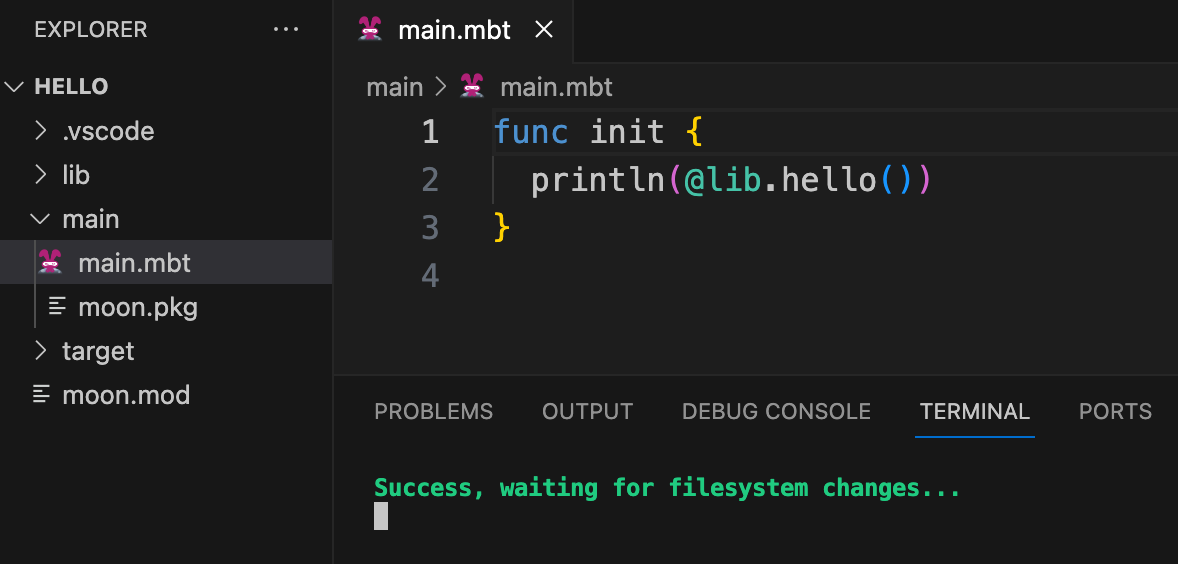 EXPLORER ...
HELLO
.vscode
lib
main
main.mbt
moon.pkg
target
moon.mod
main.mbt
main > main.mbt
1 func init {
2   println(@lib.hello())
3 }
4
PROBLEMS OUTPUT DEBUG CONSOLE TERMINAL PORTS
Success, waiting for filesystem changes...